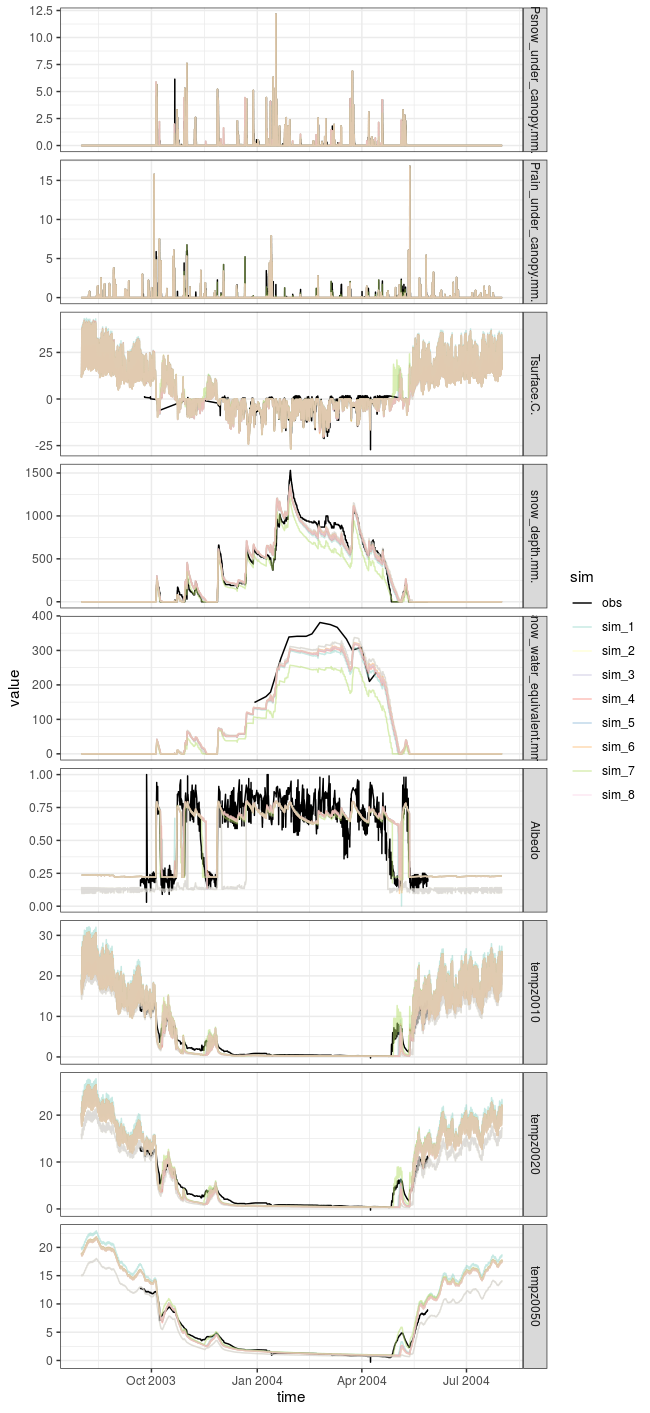 12.5
10.0
7.5
5.0
2.5
0.0
Psnow_under_canopy.mm.
15
10
5
0
Prain_under_canopy.mm.
25
0
-25
Tsurface.C.
1500
1000
500
0
snow_depth.mm.
400
300
200
100
0
now_water_equivalent.mm
1.00
0.75
0.50
0.25
0.00
Albedo
30
20
10
0
tempz0010
20
10
0
tempz0020
20
15
10
5
0
tempz0050
Oct 2003
Jan 2004
Apr 2004
Jul 2004
time
value
sim
obs
sim_1
sim_2
sim_3
sim_4
sim_5
sim_6
sim_7
sim_8